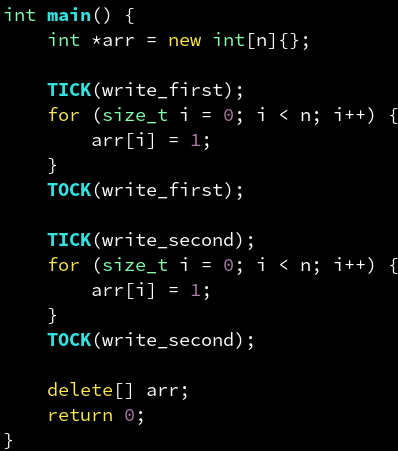 int main() {
    int *arr = new int[n]{};

    TICK(write_first);
    for (size_t i = 0; i < n; i++) {
        arr[i] = 1;
    }
    TOCK(write_first);

    TICK(write_second);
    for (size_t i = 0; i < n; i++) {
        arr[i] = 1;
    }
    TOCK(write_second);

    delete[] arr;
    return 0;
}